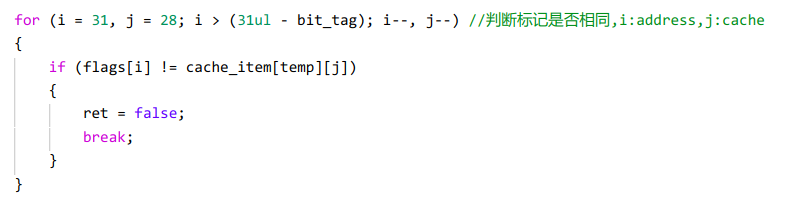 for (i = 31, j = 28; i > (31ul - bit_tag); i--, j--) //判断标记是否相同,i:address,j:cache
{
    if (flags[i] != cache_item[temp][j])
    {
        ret = false;
        break;
    }
}